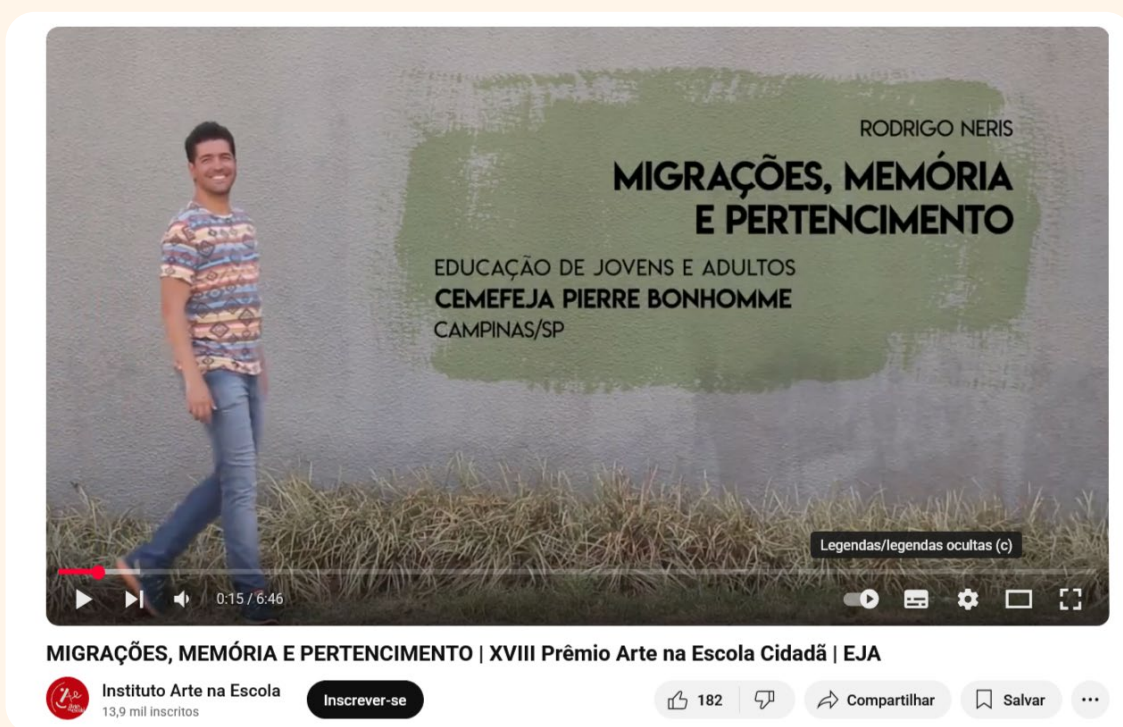 RODRIGO NERIS
MIGRAÇÕES, MEMÓRIA
E PERTENCIMENTO
EDUCAÇÃO DE JOVENS E ADULTOS
CEMEFEJA PIERRE BONHOMME
CAMPINAS/SP
Legendas/legendas ocultas (c)
0:15 / 6:46
MIGRAÇÕES, MEMÓRIA E PERTENCIMENTO | XVIII Prêmio Arte na Escola Cidadã | EJA
Instituto Arte na Escola
13,9 mil inscritos
Inscrever-se
182
Compartilhar
Salvar